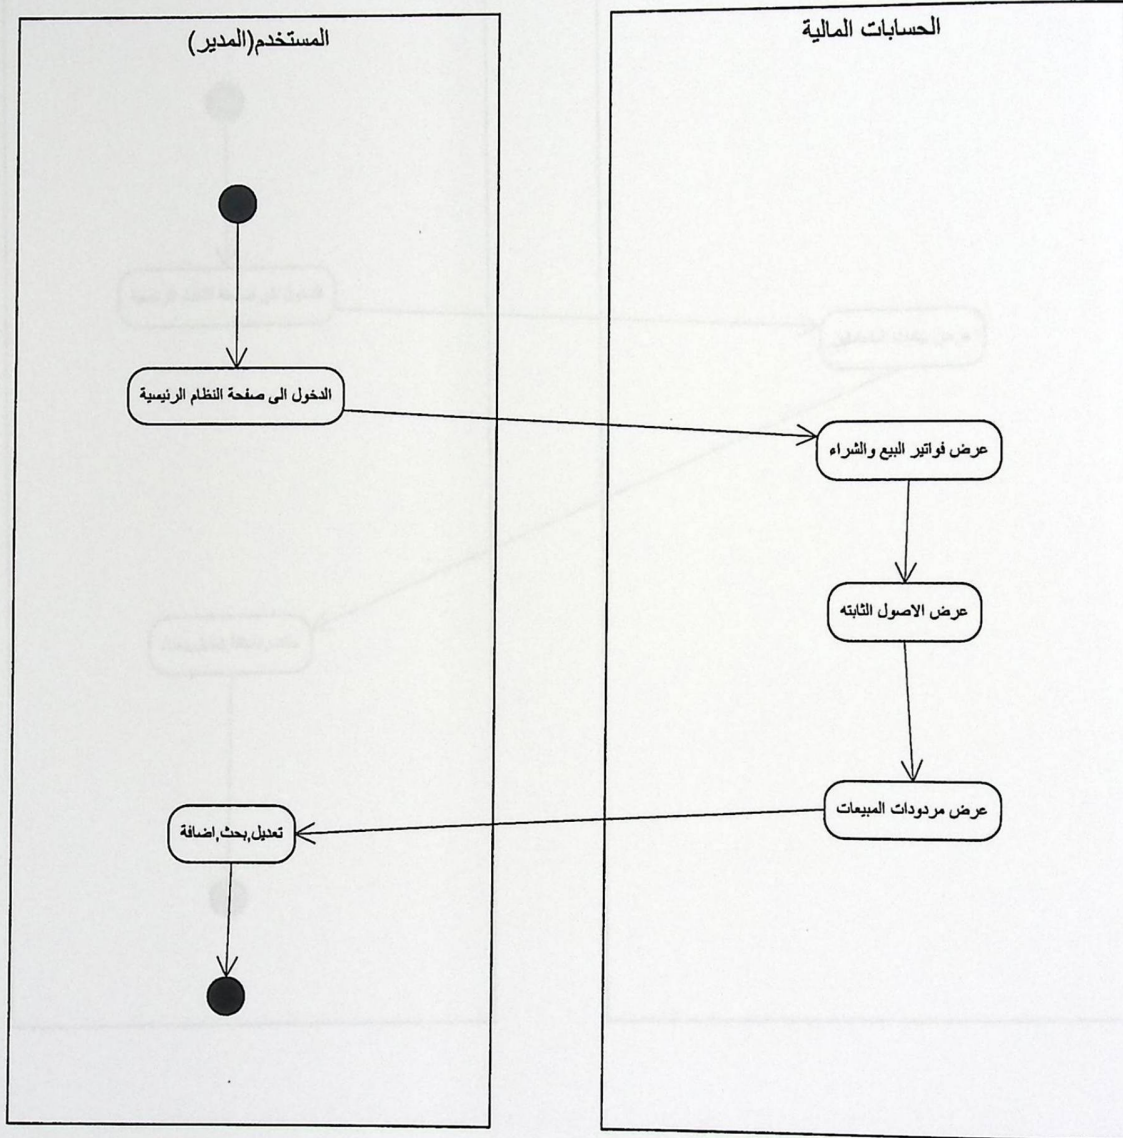 المستخدم(المدير)
الحسابات المالية
الدخول الى صفحة النظام الرئيسية
عرض فواتير البيع والشراء
عرض الاصول الثابته
عرض مردودات المبيعات
تعديل,بحث,اضافة